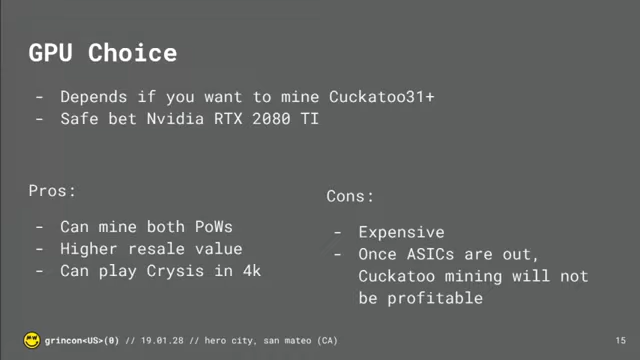 GPU Choice
- Depends if you want to mine Cuckatoo31+
- Safe bet Nvidia RTX 2080 TI
Pros:
- Can mine both PoWs
- Higher resale value
- Can play Crysis in 4k
Cons:
- Expensive
- Once ASICs are out,
Cuckatoo mining will not
be profitable
grincon<US>(0) // 19.01.28 // hero city, san mateo (CA)
15